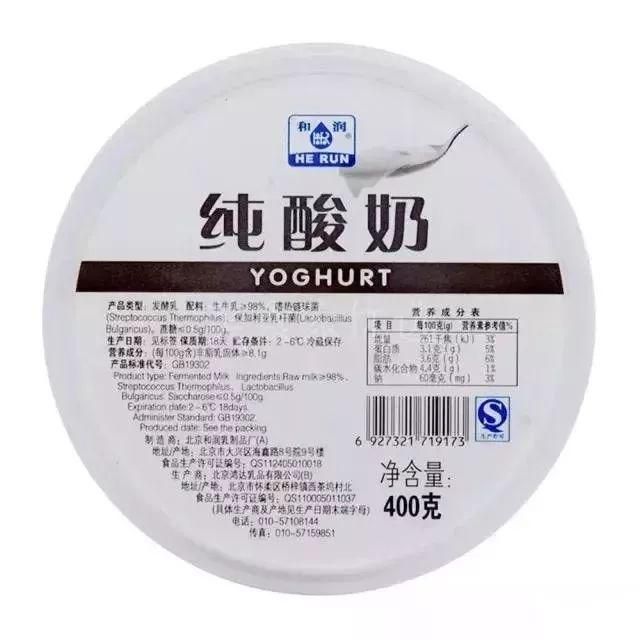 和润
HE RUN
纯酸奶
YOGHURT
产品类型：发酵乳 配料：生牛乳≥98%、嗜热链球菌
(Streptococcus Thermophilus)、保加利亚乳杆菌(Lactobacillus
Bulgaricus)、蔗糖≤0.5g/100g
生产日期：见标签 保质期：18天 贮存条件：2-6℃冷藏保存
营养成分：(每100g含)非脂乳固体≥8.1g
产品标准代号：GB19302
Product type: Fermented Milk Ingredients:Raw milk≥98%,
Streptococcus Thermophilus、Lactobacillus
Bulgaricus: Saccharose≤0.5g/100g
Expiration date:2-6℃ 18days
Administer Standard: GB19302.
Produced date: See the packing
制造商：北京和润乳制品厂(A)
地址/产地：北京市大兴区海鑫路8号院9号楼
食品生产许可证编号：QS112405010018
生产商：北京鸿达乳品有限公司(B)
地址/产地：北京市怀柔区桥梓镇西茶坞村北
食品生产许可证编号：QS110005011037
(具体生产商及产地见生产日期末端字母)
电话：010-57108144
传真：010-57159851
营养成分表
项目 每100克(g) 营养素参考值%
能量 261千焦(kJ) 3%
蛋白质 3.1克(g) 5%
脂肪 3.6克(g) 6%
碳水化合物 4.4克(g) 1%
钠 60毫克(mg) 3%
6 927321 719173
生产许可
净含量:
400克